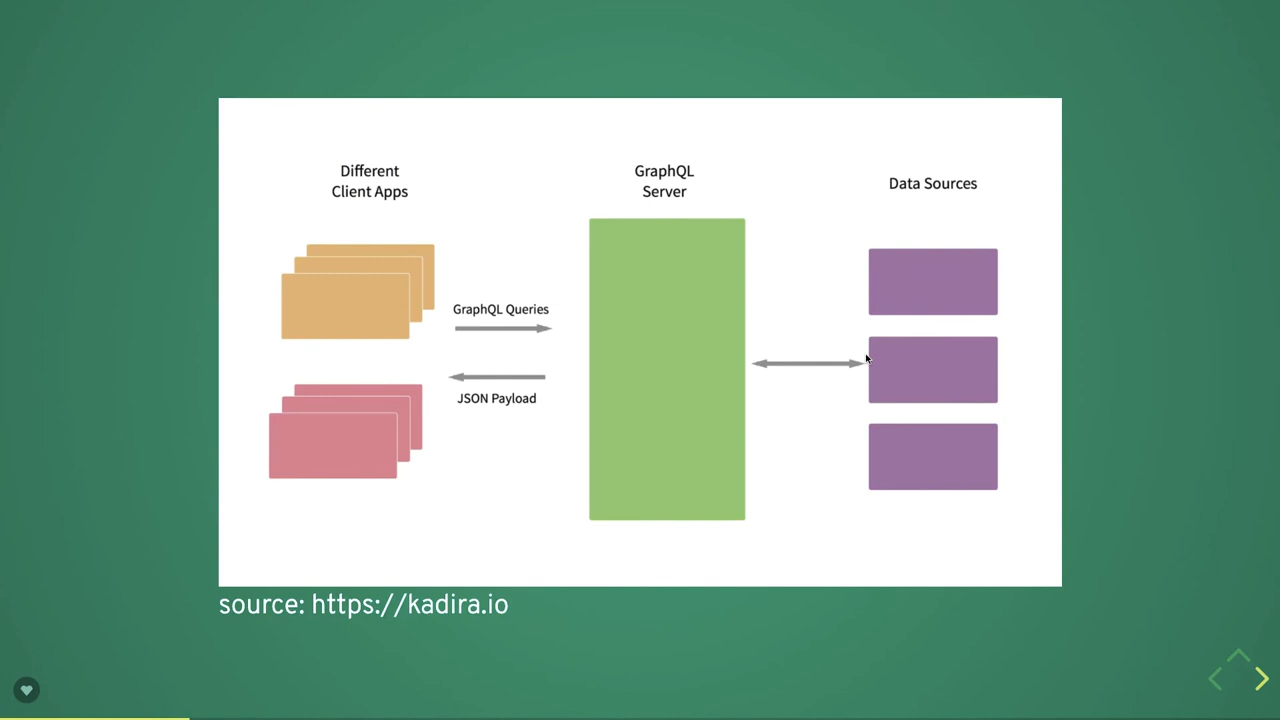 Different
Client Apps
GraphQL
Server
Data Sources
GraphQL Queries
JSON Payload
source: https://kadira.io